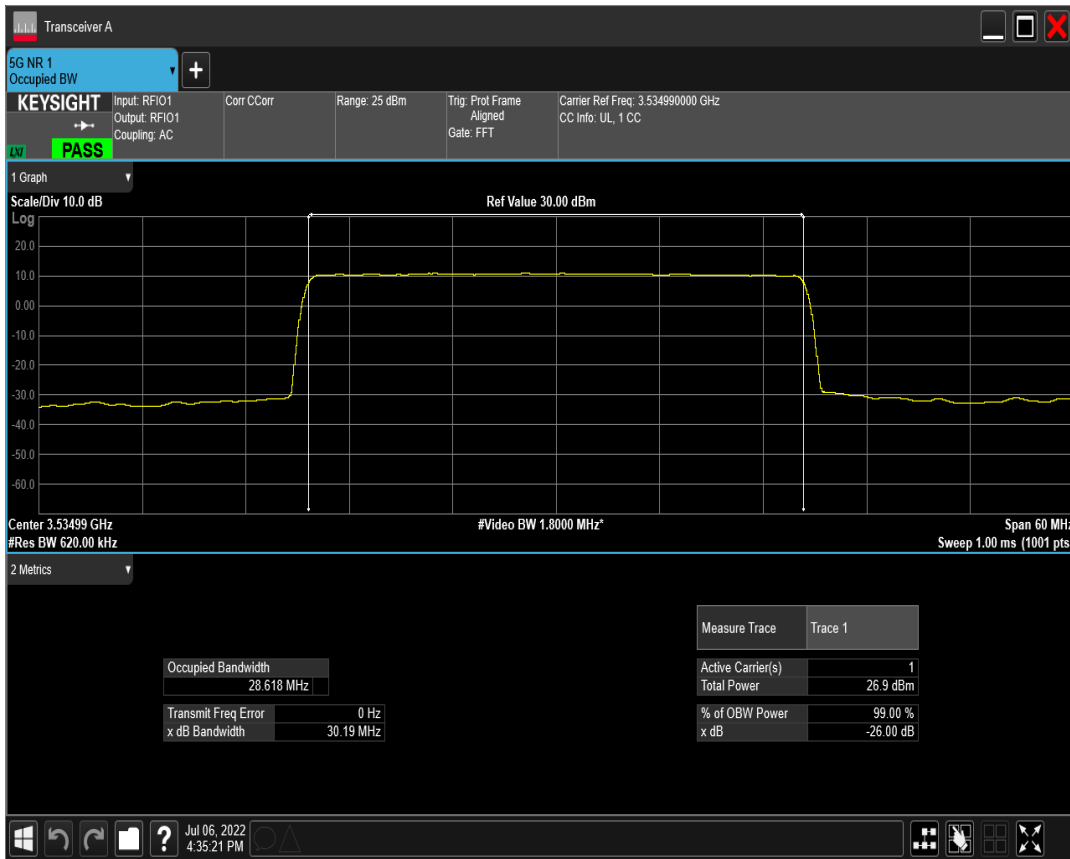 Transceiver A
5G NR 1
Occupied BW
KEYSIGHT
LXI
PASS
Input: RFIO1
Output: RFIO1
Coupling: AC
Corr CCorr
Range: 25 dBm
Trig: Prot Frame
Aligned
Gate: FFT
Carrier Ref Freq: 3.534990000 GHz
CC Info: UL, 1 CC
1 Graph
Scale/Div 10.0 dB
Ref Value 30.00 dBm
Log
20.0
10.0
0.00
-10.0
-20.0
-30.0
-40.0
-50.0
-60.0
Center 3.53499 GHz
#Video BW 1.8000 MHz*
Span 60 MHz
#Res BW 620.00 kHz
Sweep 1.00 ms (1001 pts
2 Metrics
Measure Trace Trace 1
Occupied Bandwidth
28.618 MHz
Active Carrier(s) 1
Total Power 26.9 dBm
Transmit Freq Error 0 Hz
x dB Bandwidth 30.19 MHz
% of OBW Power 99.00 %
x dB -26.00 dB
?
Jul 06, 2022
4:35:21 PM